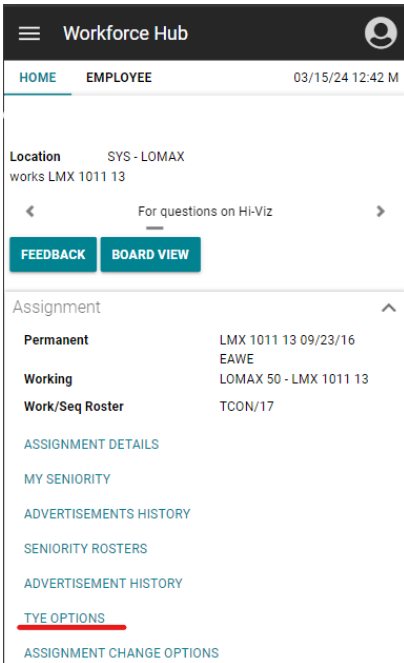 Workforce Hub
HOME EMPLOYEE 03/15/24 12:42 M
Location SYS - LOMAX
works LMX 1011 13
For questions on Hi-Viz
FEEDBACK BOARD VIEW
Assignment
Permanent LMX 1011 13 09/23/16
EAWE
Working LOMAX 50 - LMX 1011 13
Work/Seq Roster TCON/17
ASSIGNMENT DETAILS
MY SENIORITY
ADVERTISEMENTS HISTORY
SENIORITY ROSTERS
ADVERTISEMENT HISTORY
TYE OPTIONS
ASSIGNMENT CHANGE OPTIONS